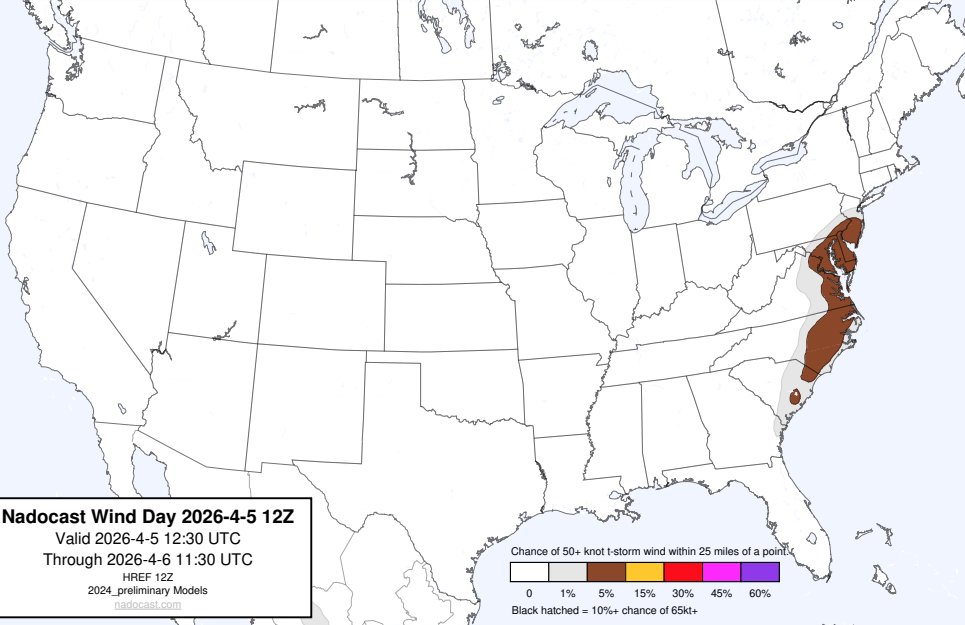 Nadocast Wind Day 2026-4-5 12Z
Valid 2026-4-5 12:30 UTC
Through 2026-4-6 11:30 UTC
HREF 12Z
2024_preliminary Models
nadocast.com
Chance of 50+ knot t-storm wind within 25 miles of a point.
0 1% 5% 15% 30% 45% 60%
Black hatched = 10%+ chance of 65kt+